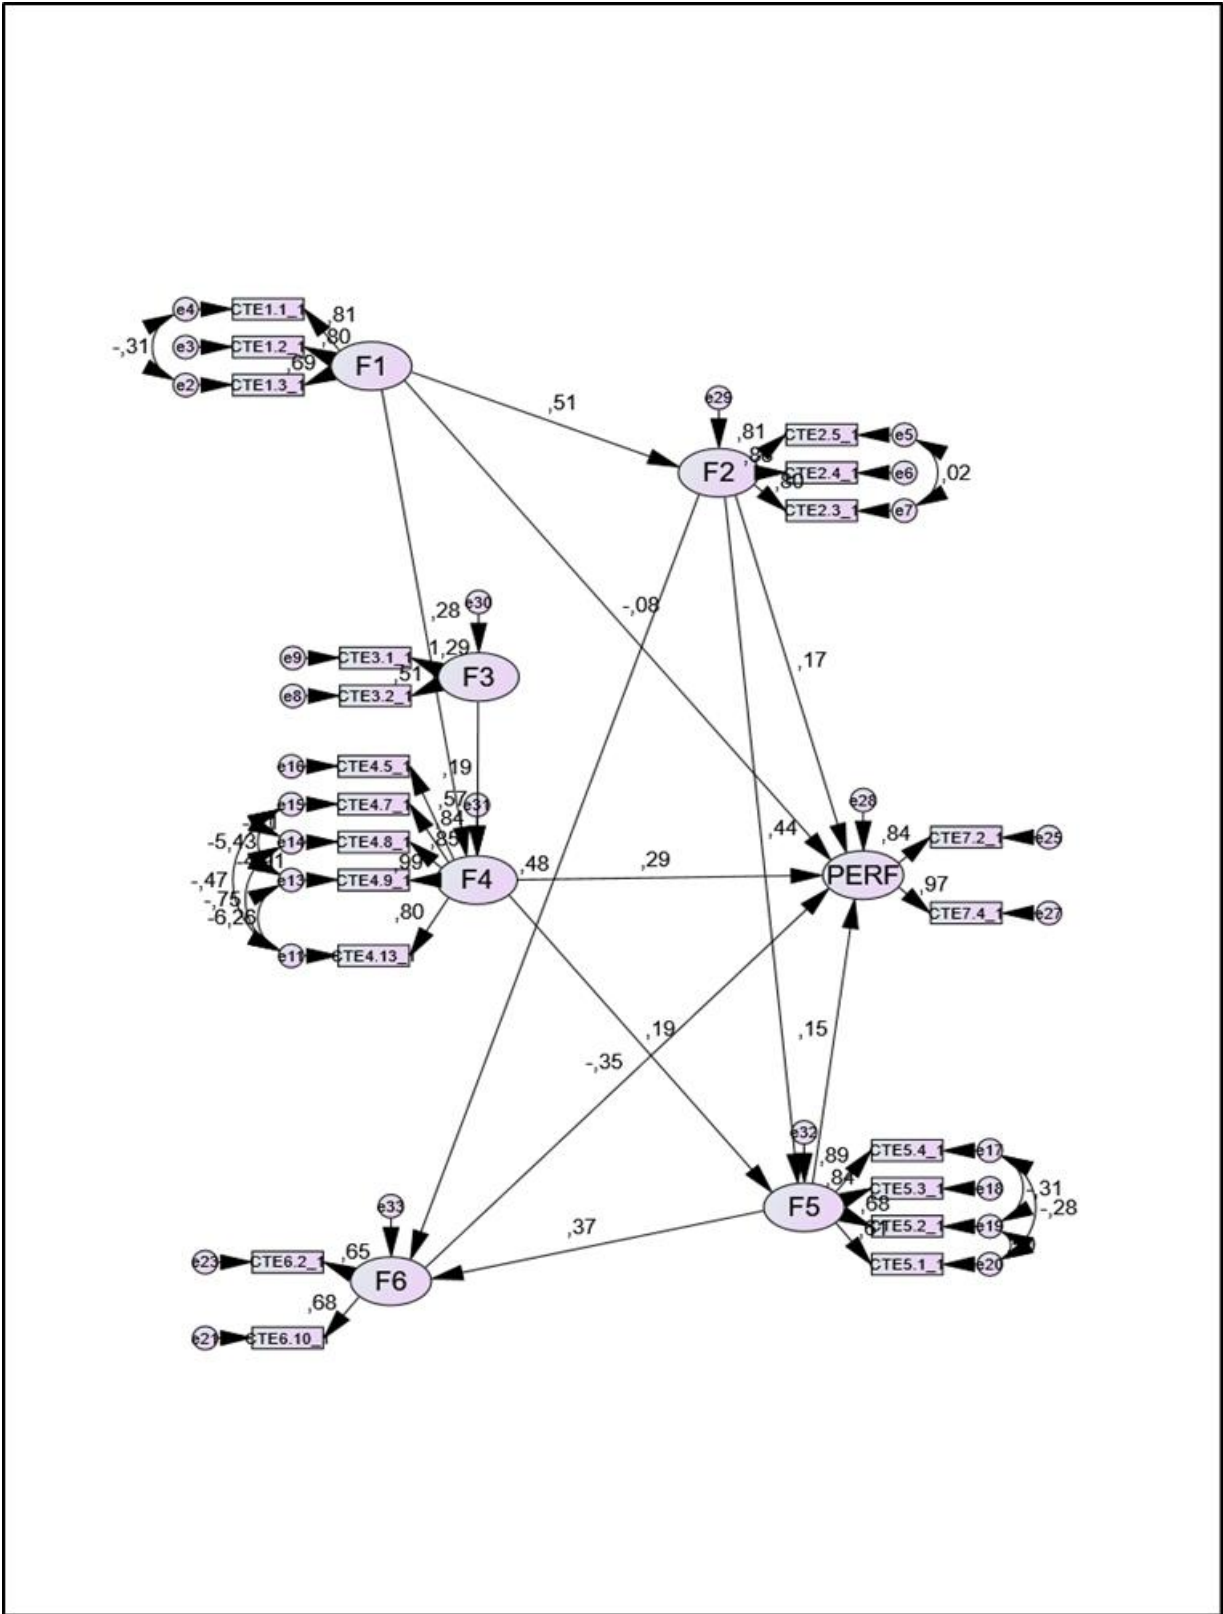 e4 CTE1.1_1 ,81
-,31 e3 CTE1.2_1 ,80
e2 CTE1.3_1 ,69
F1
,51
e29
,81 CTE2.5_1 e5
F2 CTE2.4_1 e6 ,02
,80 CTE2.3_1 e7
,28 e30
-,08
e9 CTE3.1_1 1,29
,17
F3
e8 CTE3.2_1 ,51
e16 CTE4.5_1 ,19
e15 CTE4.7_1 ,57 e31
e28
,44
,84 CTE7.2_1 e25
-5,43 e14 CTE4.8_1 ,84
,85
-,47 e13 CTE4.9_1 ,99 F4 ,48 ,29 PERF
,97
-,75
-6,26 ,80
CTE7.4_1 e27
e11 CTE4.13_
,19 ,15
-,35
e32
,89 CTE5.4_1 e17
,84 CTE5.3_1 e18 -,31
F5 ,68 -,28
CTE5.2_1 e19
e33
,37
e23 CTE6.2_1 ,65
CTE5.1_1 e20
F6
,68
e21 CTE6.10_